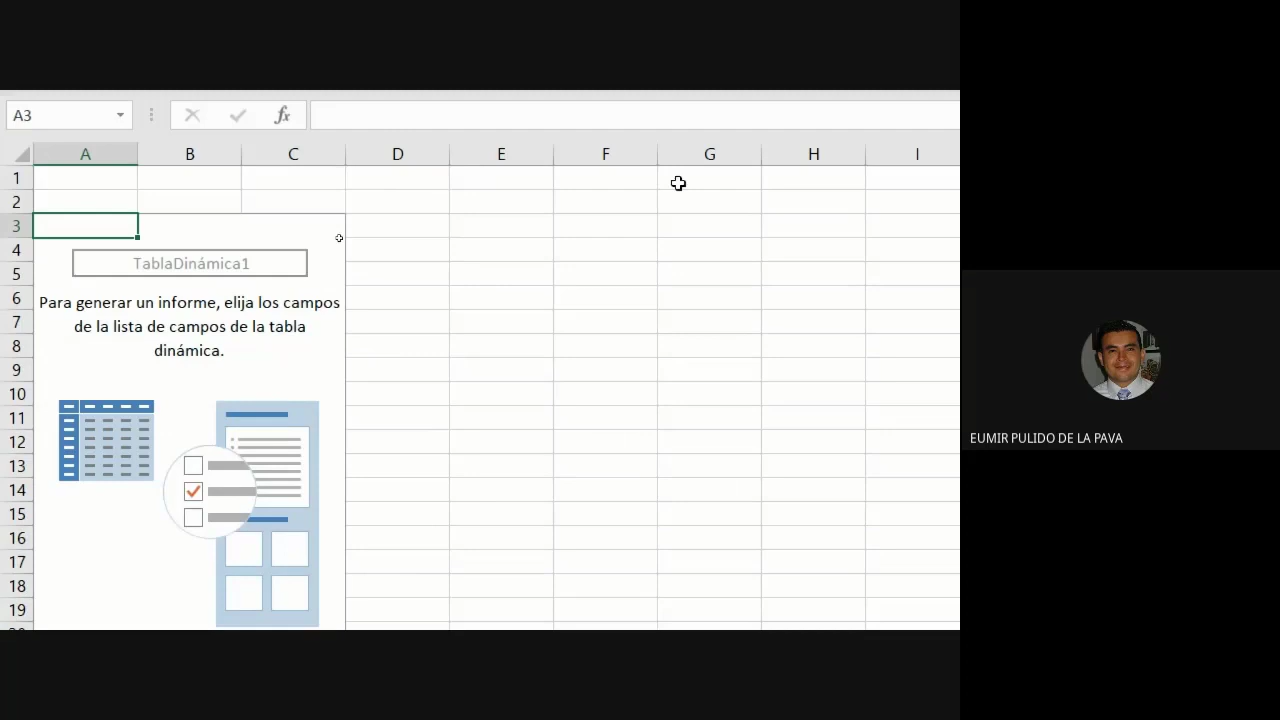 A3
fx
A B C D E F G H I
1
2
3
4
TablaDinámica1
5
6
Para generar un informe, elija los campos
7
de la lista de campos de la tabla
8
dinámica.
9
10
11
12
13
14
15
16
17
18
19
EUMIR PULIDO DE LA PAVA